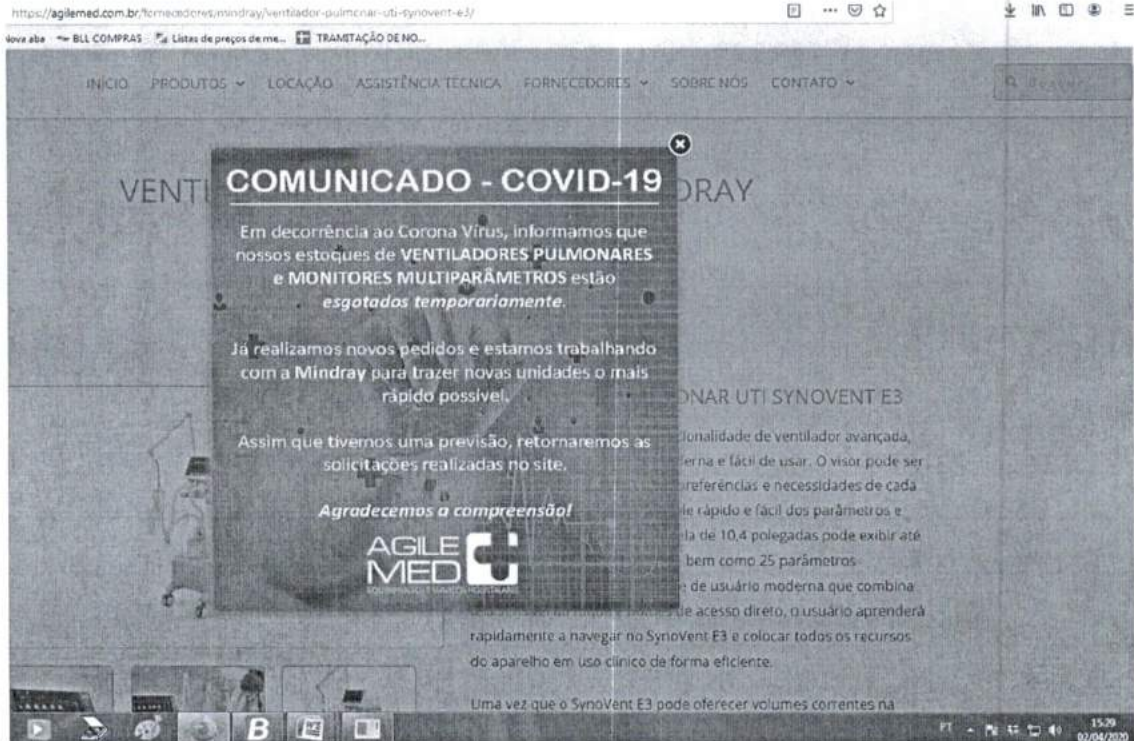 https://agilemed.com.br/fornecedores/mindray/ventilador-pulmonar-uti-synovent-e3/
BLL COMPRAS Listas de preços de me... TRAMITAÇÃO DE NO...
INÍCIO PRODUTOS LOCAÇÃO ASSISTÊNCIA TÉCNICA FORNECEDORES SOBRE NÓS CONTATO
VENTI DRAY
COMUNICADO - COVID-19
Em decorrência ao Corona Vírus, informamos que
nossos estoques de VENTILADORES PULMONARES
e MONITORES MULTIPARÂMETROS estão
esgotados temporariamente.
Já realizamos novos pedidos e estamos trabalhando
com a Mindray para trazer novas unidades o mais
rápido possível.
Assim que tivermos uma previsão, retornaremos as
solicitações realizadas no site.
Agradecemos a compreensão!
AGILE
MED
ONAR UTI SYNOVENT E3
cionalidade de ventilador avançada,
erna e fácil de usar. O visor pode ser
referências e necessidades de cada
le rápido e fácil dos parâmetros e
ela de 10,4 polegadas pode exibir até
bem como 25 parâmetros
e de usuário moderna que combina
de acesso direto, o usuário aprenderá
rapidamente a navegar no SynoVent E3 e colocar todos os recursos
do aparelho em uso clínico de forma eficiente.
Uma vez que o SynoVent E3 pode oferecer volumes correntes na
PT 15:29
02/04/2020